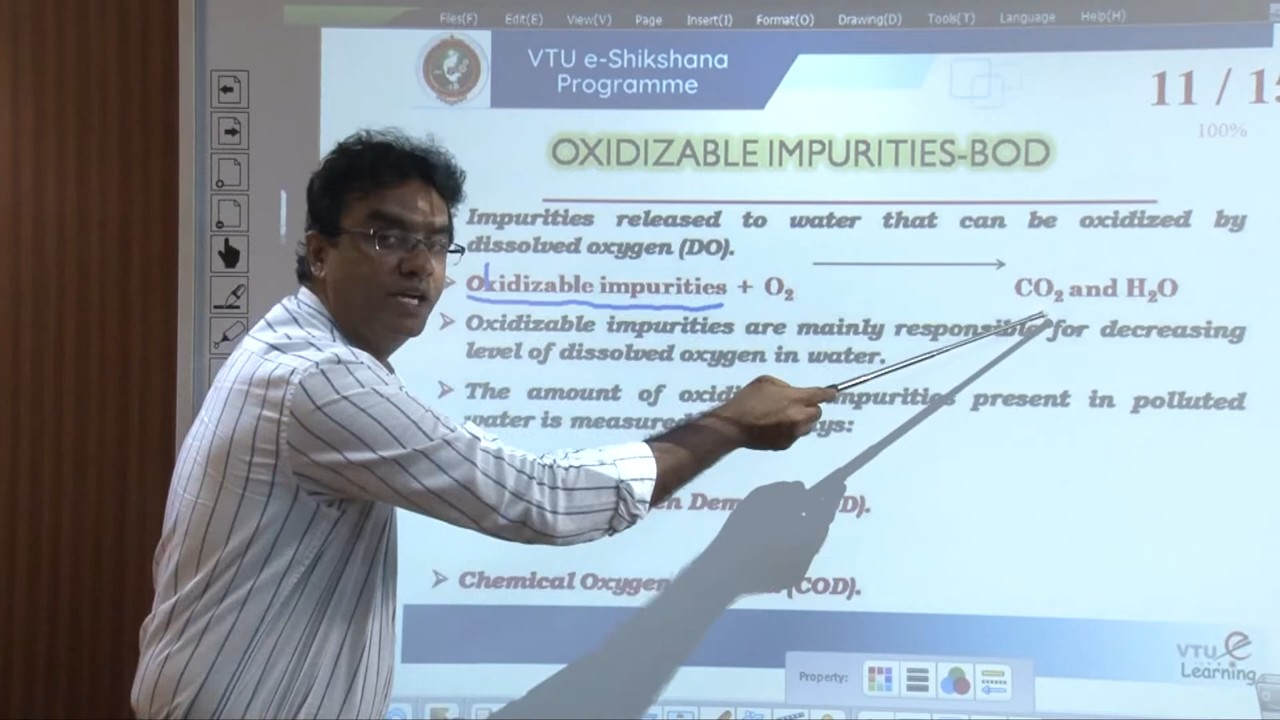 Files(F) Edit(E) View(V) Page Insert(I) Format(O) Drawing(D) Tools(T) Language Help(H)
VTU e-Shikshana
Programme
11 / 15
100%
OXIDIZABLE IMPURITIES-BOD
Impurities released to water that can be oxidized by
dissolved oxygen (DO).
➤ Oxidizable impurities + O₂ ⟶ CO₂ and H₂O
➤ Oxidizable impurities are mainly responsible for decreasing
level of dissolved oxygen in water.
➤ The amount of impurities present in polluted
water is measured
➤ Chemical Oxygen (COD).
VTU e
Learning
Property: